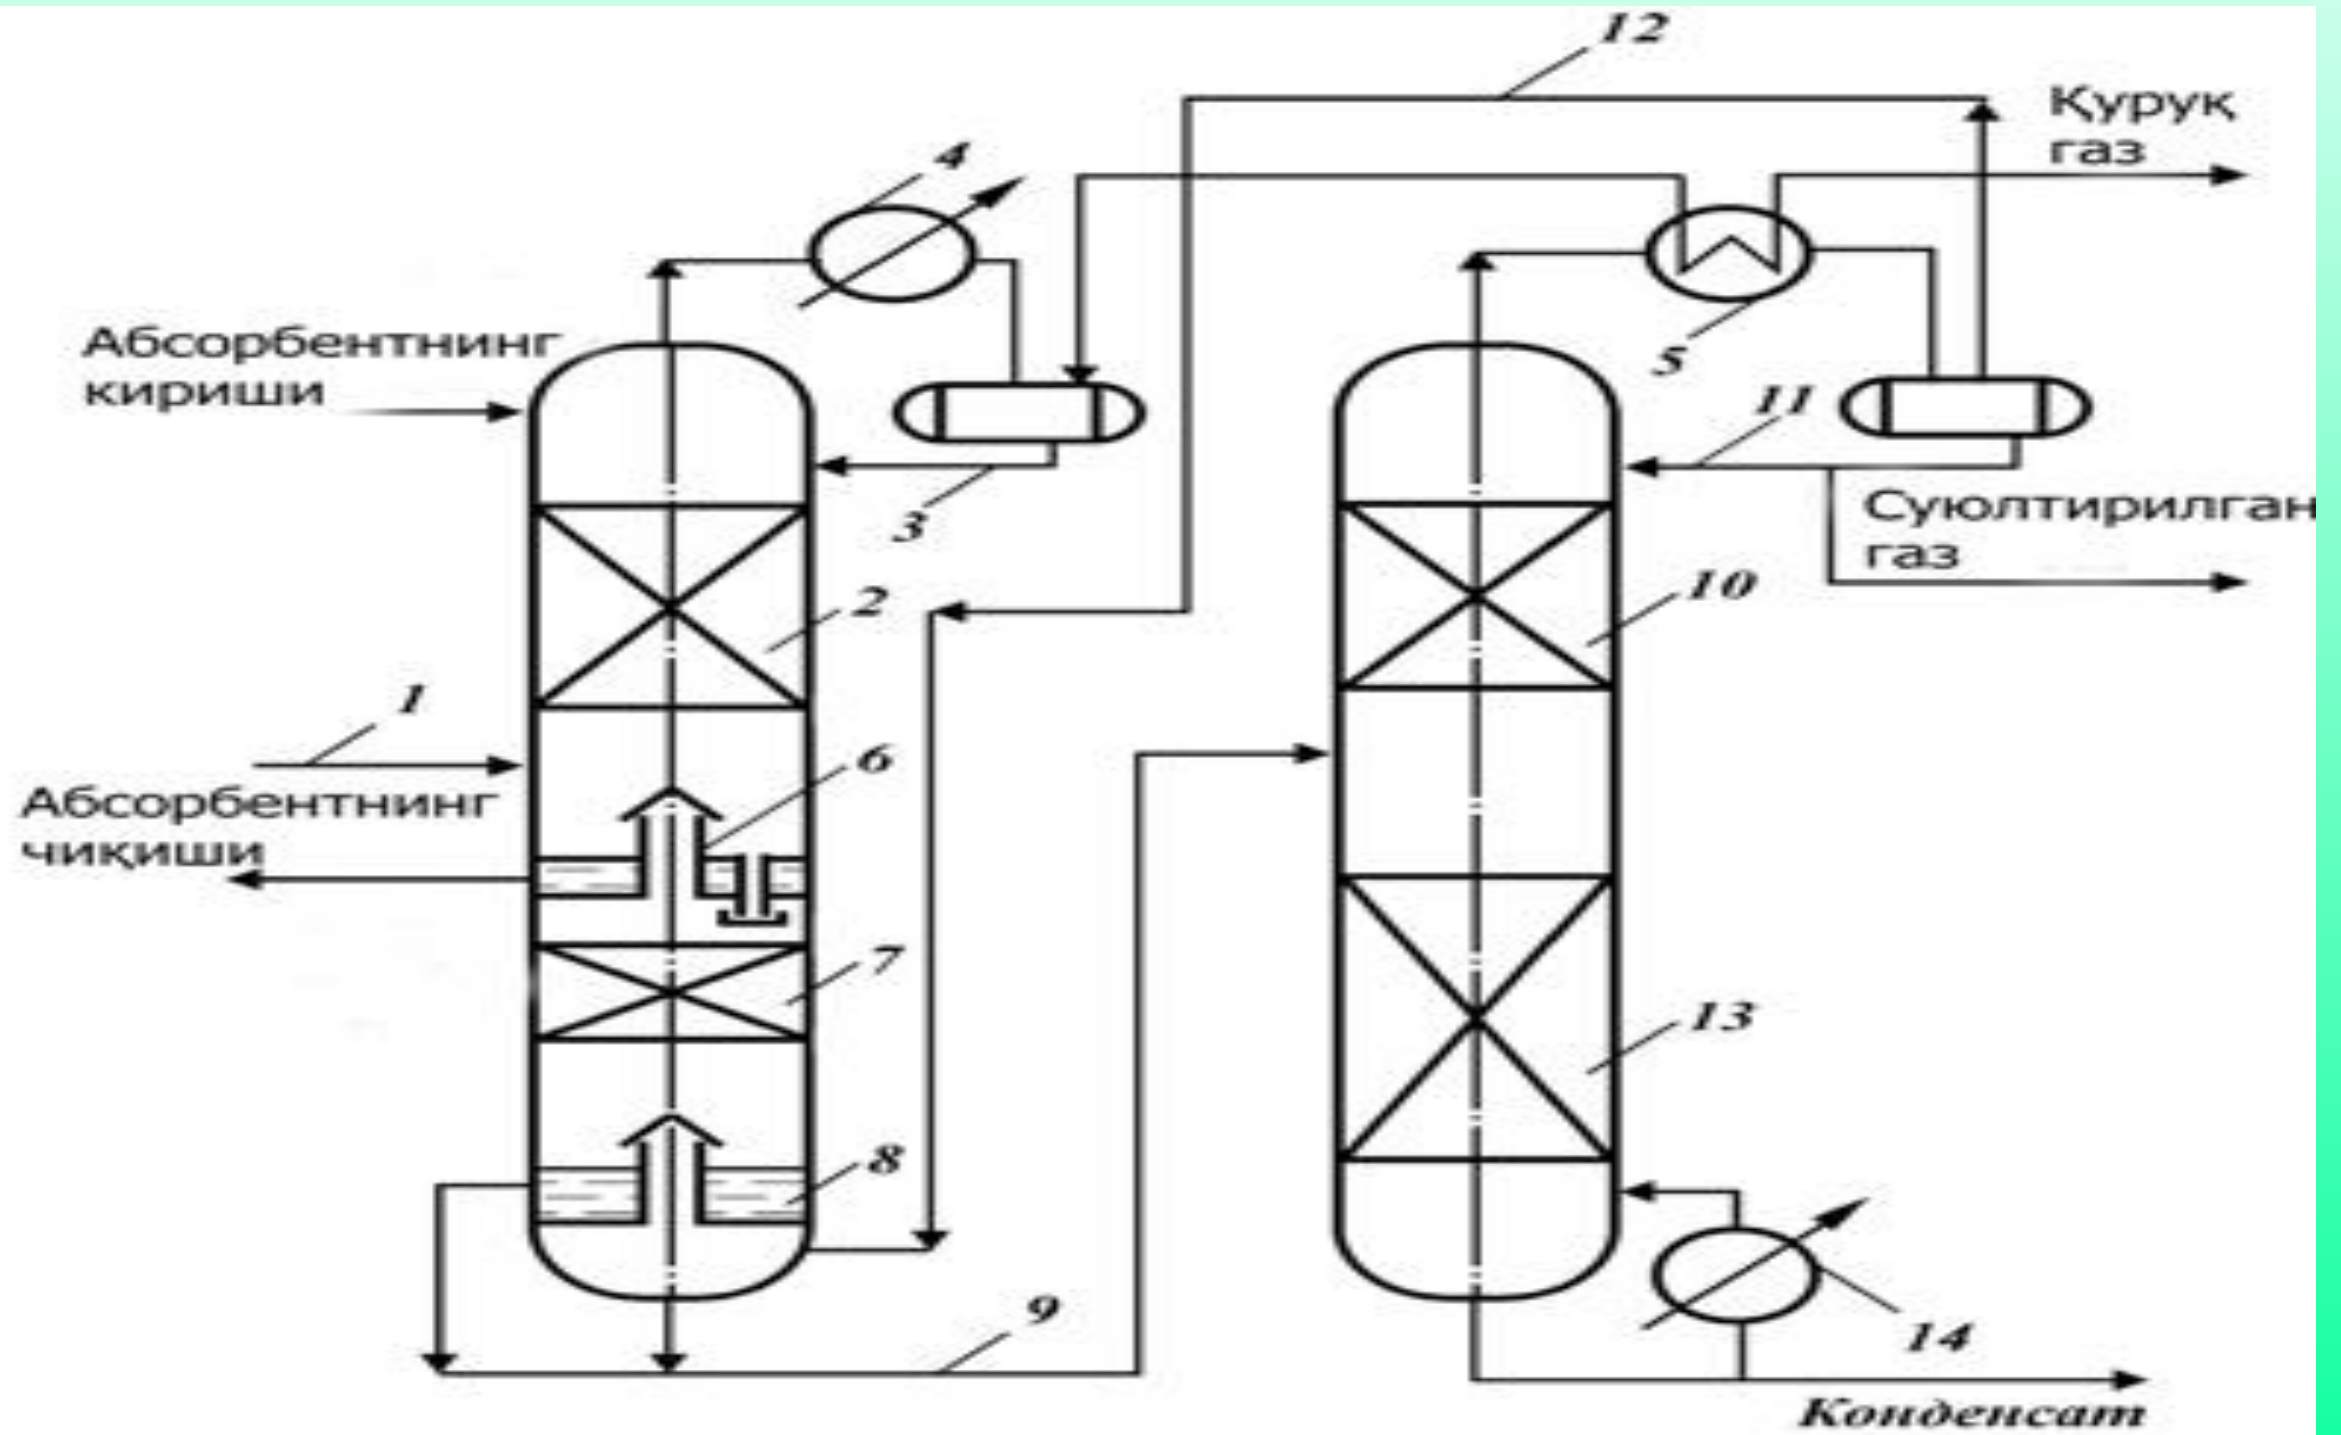 12
Қуруқ
газ
4
Абсорбентнинг
кириши
5
11
3
Суюлтирилган
газ
10
2
1
6
Абсорбентнинг
чиқиши
7
13
8
9
14
Конденсат